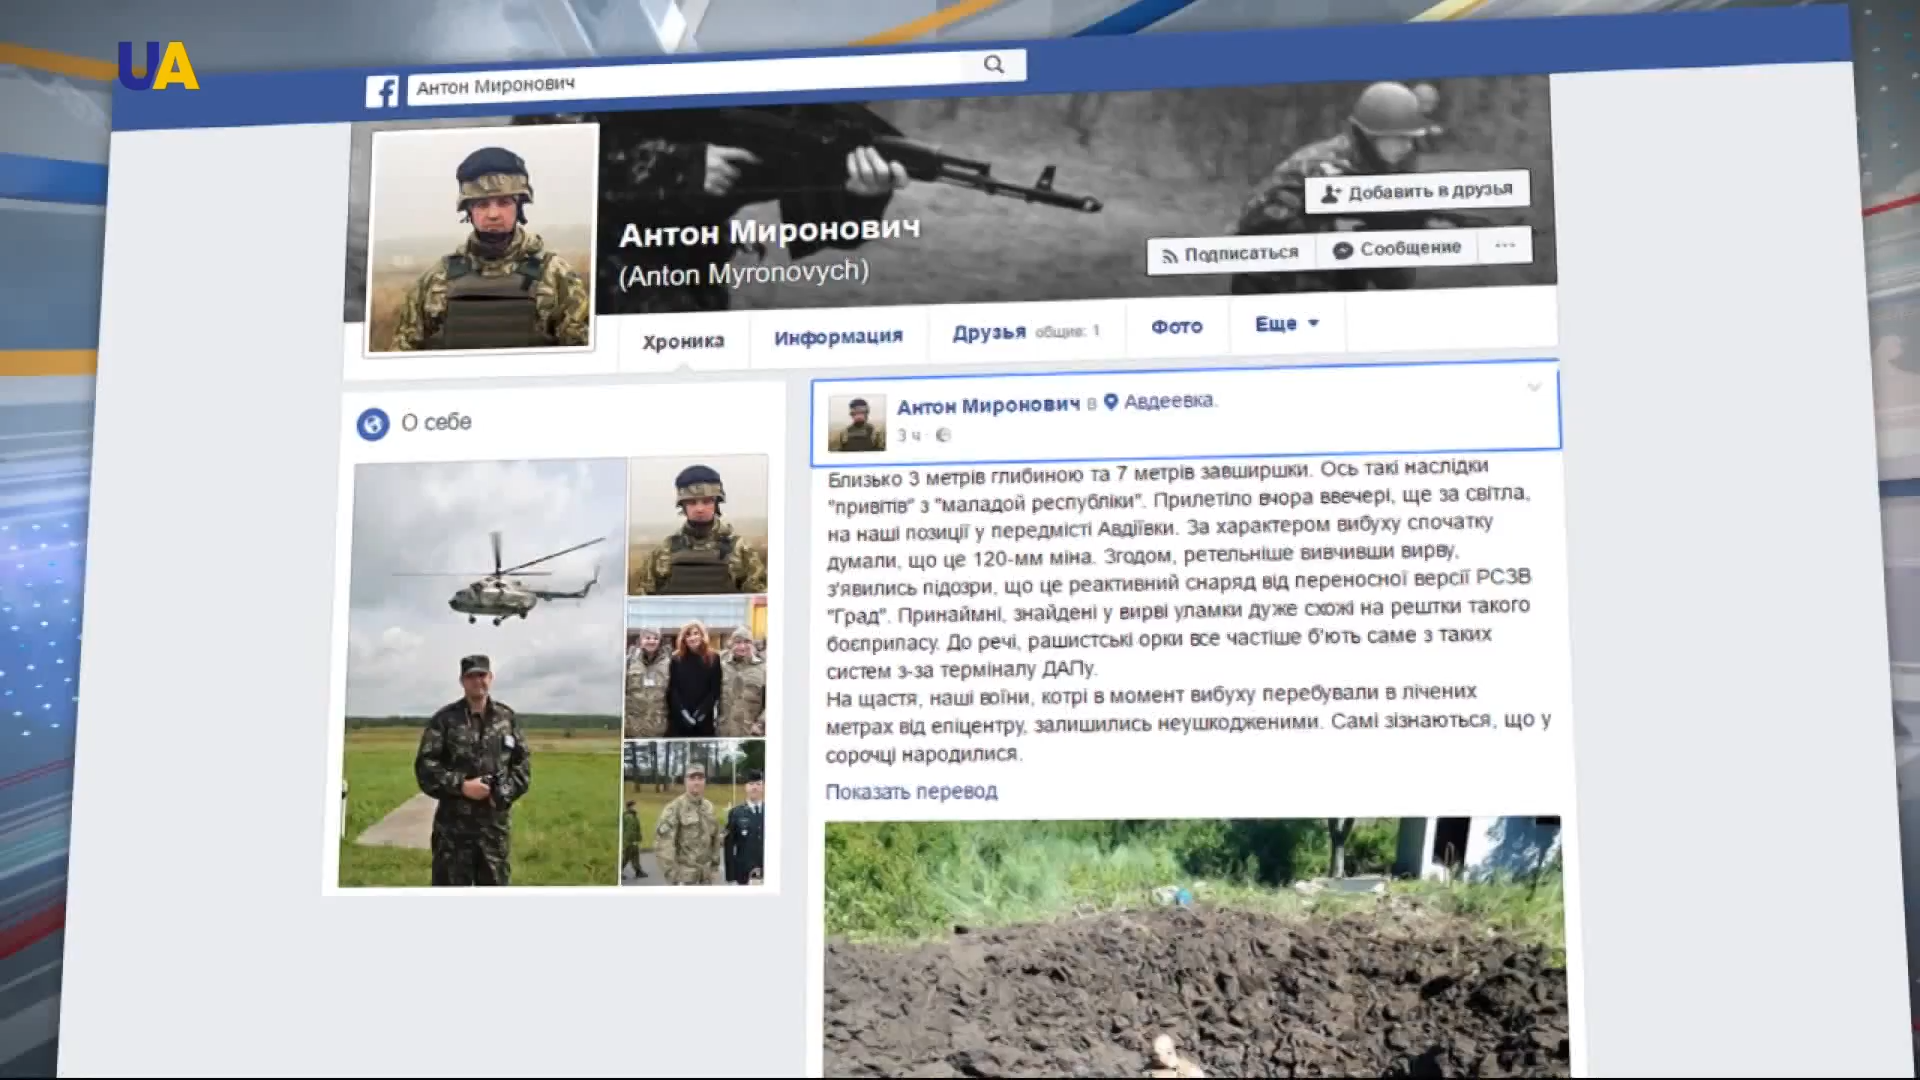 UA
Антон Миронович
Антон Миронович
(Anton Myronovych)
Добавить в друзья
Подписаться
Сообщение
Хроника
Информация
Друзья общие: 1
Фото
Еще
О себе
Антон Миронович в Авдеевка.
3 ч ·
Близько 3 метрів глибиною та 7 метрів завширшки. Ось такі наслідки
"привітів" з "маладой республіки". Прилетіло вчора ввечері, ще за світла,
на наші позиції у передмісті Авдіївки. За характером вибуху спочатку
думали, що це 120-мм міна. Згодом, ретельніше вивчивши вирву,
з'явились підозри, що це реактивний снаряд від переносної версії РСЗВ
"Град". Принаймні, знайдені у вирві уламки дуже схожі на рештки такого
боєприпасу. До речі, рашистські орки все частіше б'ють саме з таких
систем з-за терміналу ДАПу.
На щастя, наші воїни, котрі в момент вибуху перебували в лічених
метрах від епіцентру, залишились неушкодженими. Самі зізнаються, що у
сорочці народилися.
Показать перевод